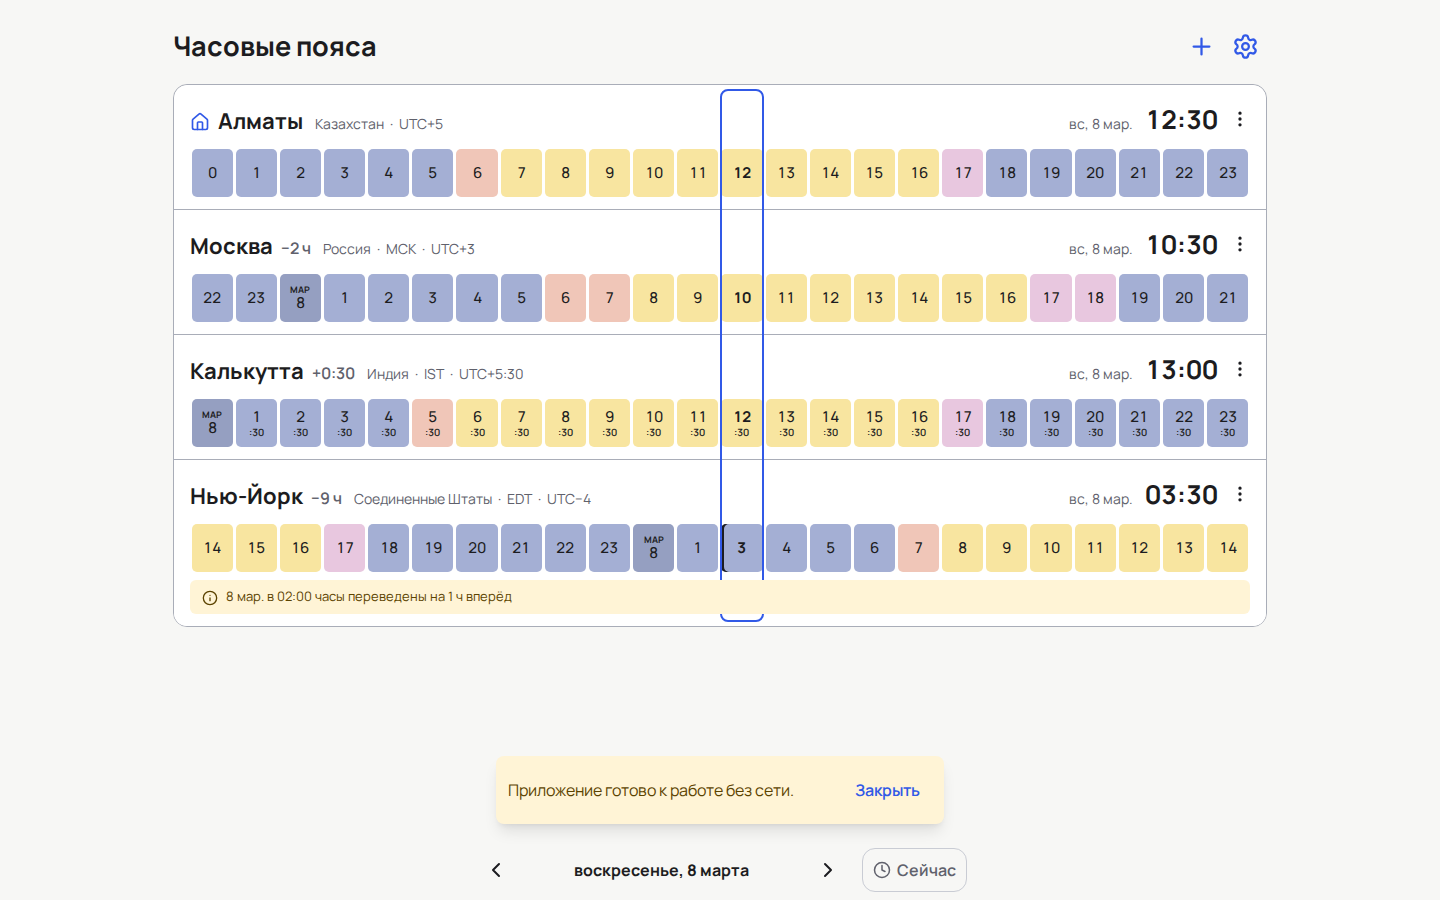 Часовые пояса
Алматы Казахстан · UTC+5 вс, 8 мар. 12:30
0 1 2 3 4 5 6 7 8 9 10 11 12 13 14 15 16 17 18 19 20 21 22 23
Москва −2 ч Россия · МСК · UTC+3 вс, 8 мар. 10:30
22 23 МАР 8 1 2 3 4 5 6 7 8 9 10 11 12 13 14 15 16 17 18 19 20 21
Калькутта +0:30 Индия · IST · UTC+5:30 вс, 8 мар. 13:00
МАР 8 1:30 2:30 3:30 4:30 5:30 6:30 7:30 8:30 9:30 10:30 11:30 12:30 13:30 14:30 15:30 16:30 17:30 18:30 19:30 20:30 21:30 22:30 23:30
Нью-Йорк −9 ч Соединенные Штаты · EDT · UTC−4 вс, 8 мар. 03:30
14 15 16 17 18 19 20 21 22 23 МАР 8 1 3 4 5 6 7 8 9 10 11 12 13 14
8 мар. в 02:00 часы переведены на 1 ч вперёд
Приложение готово к работе без сети. Закрыть
воскресенье, 8 марта Сейчас